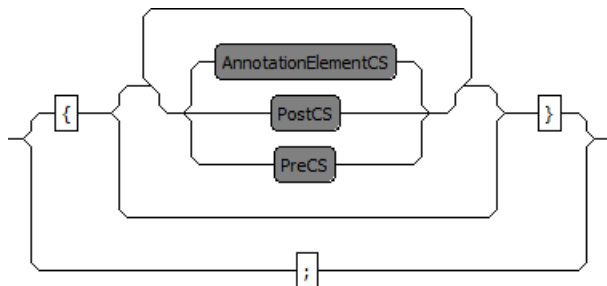 AnnotationElementCS
{ PostCS }
PreCS
;